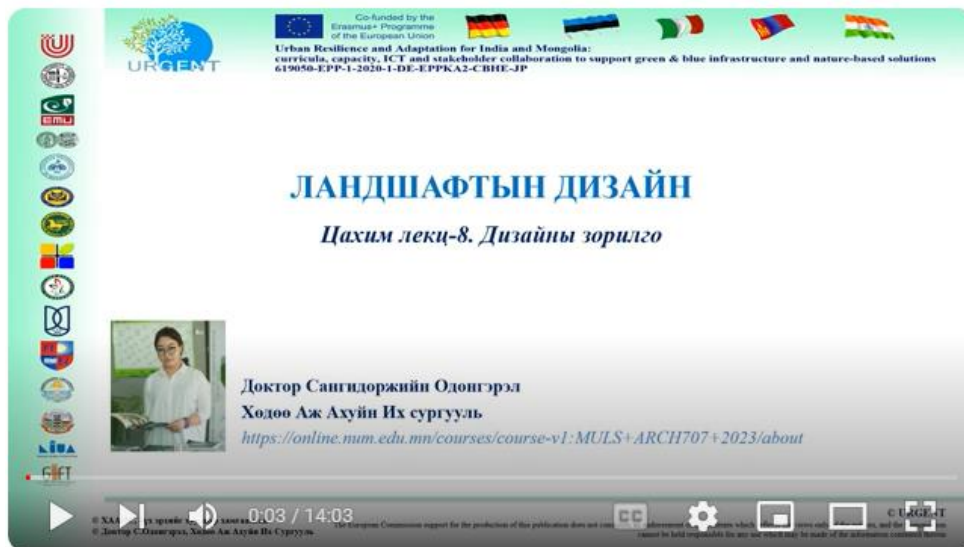 URGENT
Co-funded by the
Erasmus+ Programme
of the European Union
Urban Resilience and Adaptation for India and Mongolia:
curricula, capacity, ICT and stakeholder collaboration to support green & blue infrastructure and nature-based solutions
619050-EPP-1-2020-1-DE-EPPKA2-CBHE-JP
EMU
ЛАНДШАФТЫН ДИЗАЙН
Цахим лекц-8. Дизайны зорилго
Доктор Сангидоржийн Одонгэрэл
Хөдөө Аж Ахуйн Их сургууль
https://online.num.edu.mn/courses/course-v1:MULS+ARCH707+2023/about
NIUA
0:03 / 14:03
CC
© URGENT
© Доктор С.Одонгэрэл, Хөдөө Аж Ахуйн Их Сургууль